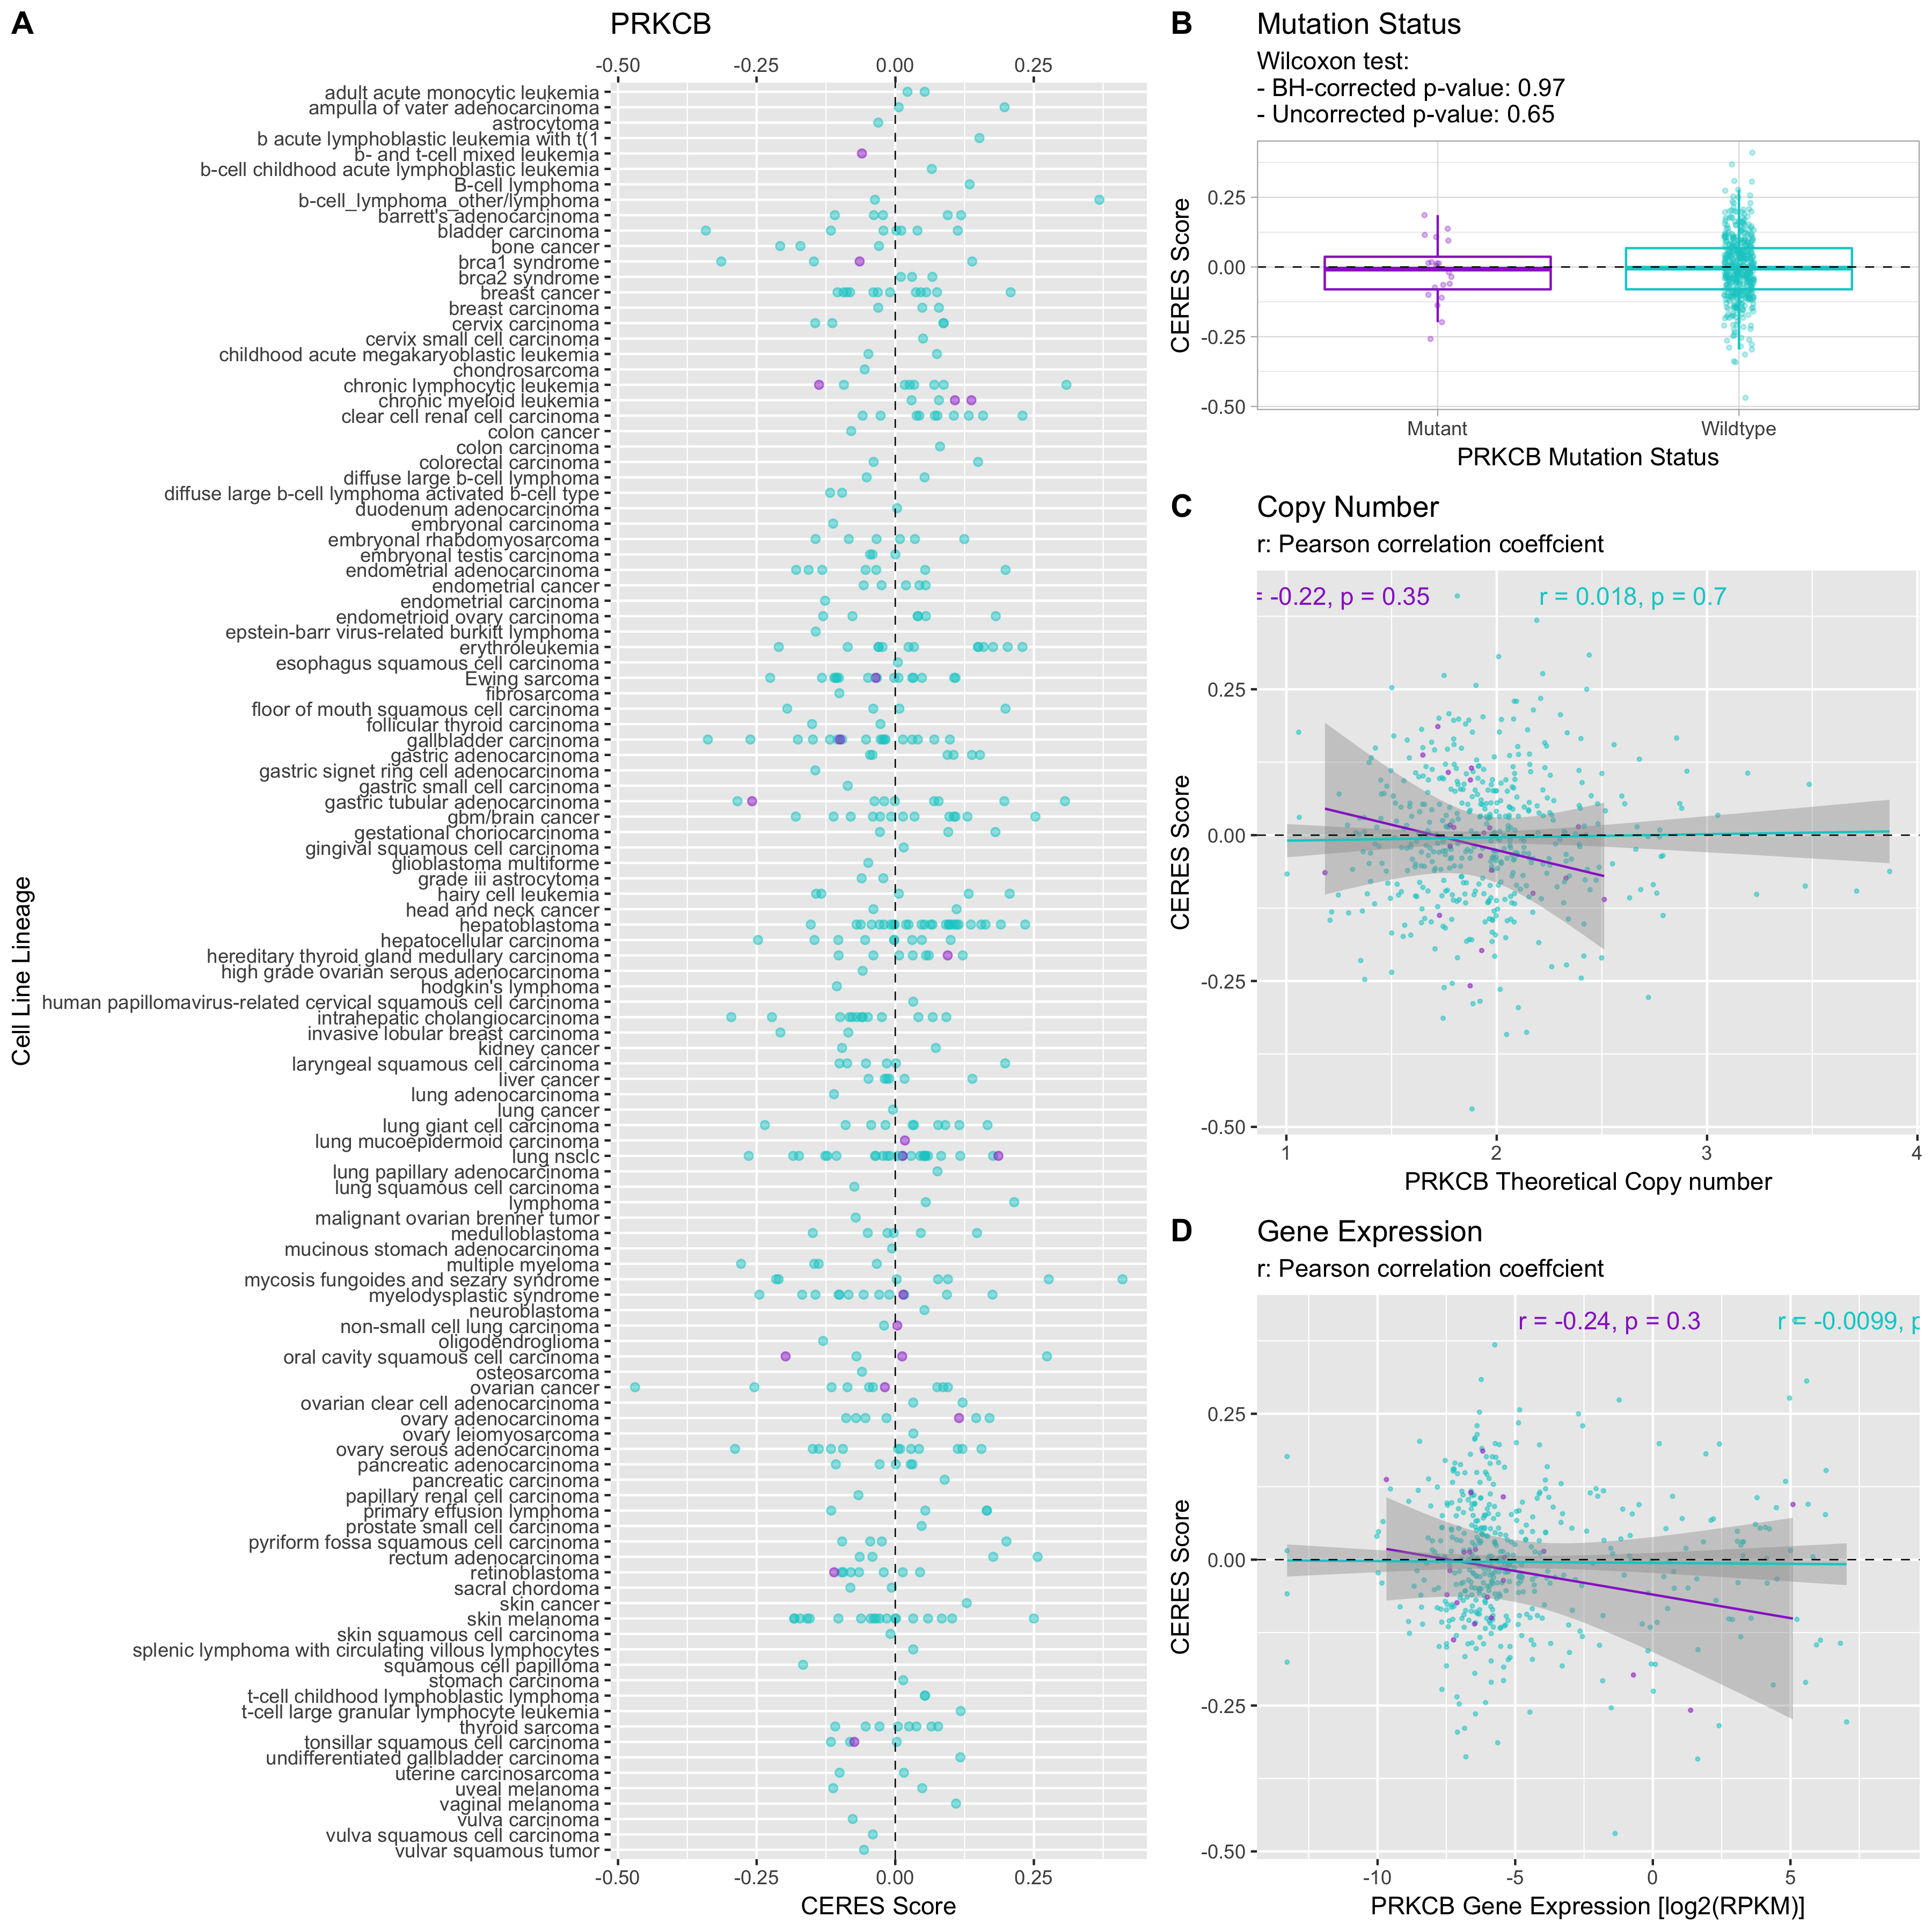 A
PRKCB
-0.50 -0.25 0.00 0.25
Cell Line Lineage
adult acute monocytic leukemia
ampulla of vater adenocarcinoma
astrocytoma
b acute lymphoblastic leukemia with t(1
b- and t-cell mixed leukemia
b-cell childhood acute lymphoblastic leukemia
B-cell lymphoma
b-cell_lymphoma_other/lymphoma
barrett's adenocarcinoma
bladder carcinoma
bone cancer
brca1 syndrome
brca2 syndrome
breast cancer
breast carcinoma
cervix carcinoma
cervix small cell carcinoma
childhood acute megakaryoblastic leukemia
chondrosarcoma
chronic lymphocytic leukemia
chronic myeloid leukemia
clear cell renal cell carcinoma
colon cancer
colon carcinoma
colorectal carcinoma
diffuse large b-cell lymphoma
diffuse large b-cell lymphoma activated b-cell type
duodenum adenocarcinoma
embryonal carcinoma
embryonal rhabdomyosarcoma
embryonal testis carcinoma
endometrial adenocarcinoma
endometrial cancer
endometrial carcinoma
endometrioid ovary carcinoma
epstein-barr virus-related burkitt lymphoma
erythroleukemia
esophagus squamous cell carcinoma
Ewing sarcoma
fibrosarcoma
floor of mouth squamous cell carcinoma
follicular thyroid carcinoma
gallbladder carcinoma
gastric adenocarcinoma
gastric signet ring cell adenocarcinoma
gastric small cell carcinoma
gastric tubular adenocarcinoma
gbm/brain cancer
gestational choriocarcinoma
gingival squamous cell carcinoma
glioblastoma multiforme
grade iii astrocytoma
hairy cell leukemia
head and neck cancer
hepatoblastoma
hepatocellular carcinoma
hereditary thyroid gland medullary carcinoma
high grade ovarian serous adenocarcinoma
hodgkin's lymphoma
human papillomavirus-related cervical squamous cell carcinoma
intrahepatic cholangiocarcinoma
invasive lobular breast carcinoma
kidney cancer
laryngeal squamous cell carcinoma
liver cancer
lung adenocarcinoma
lung cancer
lung giant cell carcinoma
lung mucoepidermoid carcinoma
lung nsclc
lung papillary adenocarcinoma
lung squamous cell carcinoma
lymphoma
malignant ovarian brenner tumor
medulloblastoma
mucinous stomach adenocarcinoma
multiple myeloma
mycosis fungoides and sezary syndrome
myelodysplastic syndrome
neuroblastoma
non-small cell lung carcinoma
oligodendroglioma
oral cavity squamous cell carcinoma
osteosarcoma
ovarian cancer
ovarian clear cell adenocarcinoma
ovary adenocarcinoma
ovary leiomyosarcoma
ovary serous adenocarcinoma
pancreatic adenocarcinoma
pancreatic carcinoma
papillary renal cell carcinoma
primary effusion lymphoma
prostate small cell carcinoma
pyriform fossa squamous cell carcinoma
rectum adenocarcinoma
retinoblastoma
sacral chordoma
skin cancer
skin melanoma
skin squamous cell carcinoma
splenic lymphoma with circulating villous lymphocytes
squamous cell papilloma
stomach carcinoma
t-cell childhood lymphoblastic lymphoma
t-cell large granular lymphocyte leukemia
thyroid sarcoma
tonsillar squamous cell carcinoma
undifferentiated gallbladder carcinoma
uterine carcinosarcoma
uveal melanoma
vaginal melanoma
vulva carcinoma
vulva squamous cell carcinoma
vulvar squamous tumor
-0.50 -0.25 0.00 0.25
CERES Score
B
Mutation Status
Wilcoxon test:
- BH-corrected p-value: 0.97
- Uncorrected p-value: 0.65
CERES Score
0.25
0.00
-0.25
-0.50
Mutant Wildtype
PRKCB Mutation Status
C
Copy Number
r: Pearson correlation coeffcient
= -0.22, p = 0.35 r = 0.018, p = 0.7
CERES Score
0.25
0.00
-0.25
-0.50
1 2 3 4
PRKCB Theoretical Copy number
D
Gene Expression
r: Pearson correlation coeffcient
r = -0.24, p = 0.3 r = -0.0099, p
CERES Score
0.25
0.00
-0.25
-0.50
-10 -5 0 5
PRKCB Gene Expression [log2(RPKM)]